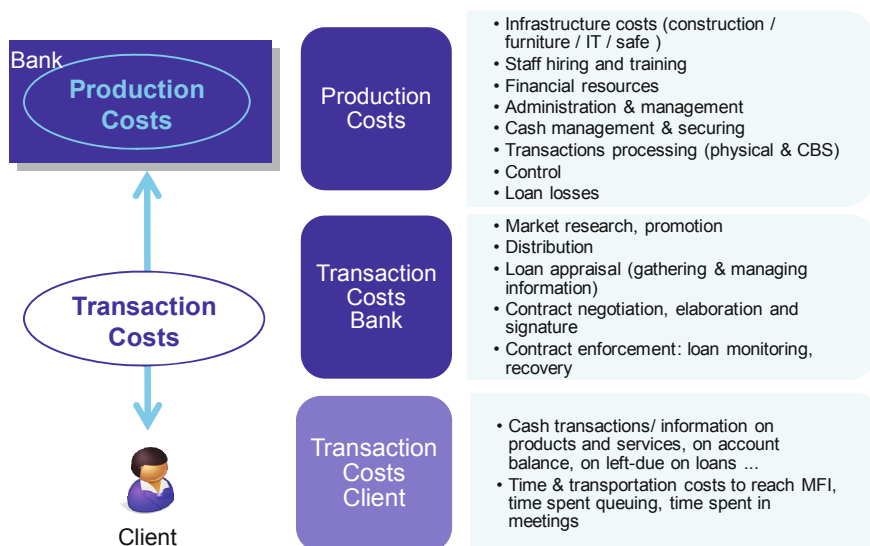 Bank
Production
Costs
Transaction
Costs
Client
Production
Costs
• Infrastructure costs (construction /
furniture / IT / safe )
• Staff hiring and training
• Financial resources
• Administration & management
• Cash management & securing
• Transactions processing (physical & CBS)
• Control
• Loan losses
Transaction
Costs
Bank
• Market research, promotion
• Distribution
• Loan appraisal (gathering & managing
information)
• Contract negotiation, elaboration and
signature
• Contract enforcement: loan monitoring,
recovery
Transaction
Costs
Client
• Cash transactions/ information on
products and services, on account
balance, on left-due on loans ...
• Time & transportation costs to reach MFI,
time spent queuing, time spent in
meetings